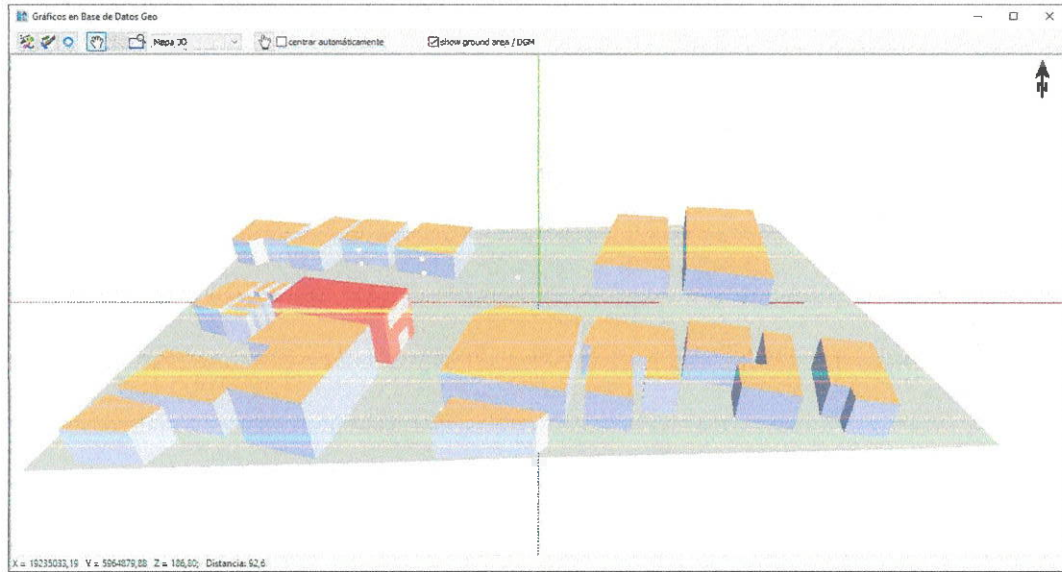 Gráficos en Base de Datos Geo
Mapa 3D centrar automáticamente show ground area / DGM
N
X = 19235033,19 Y = 5964879,88 Z = 186,80; Distancia: 92,6